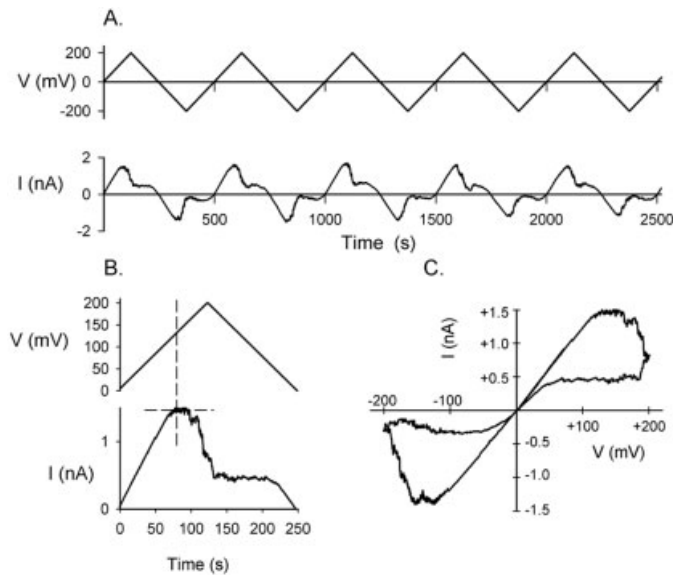 A.
200
V (mV) 0
-200
2
I (nA) 0
-2
500 1000 1500 2000 2500
Time (s)
B.
200
150
V (mV) 100
50
0
1
I (nA)
0
0 50 100 150 200 250
Time (s)
C.
I (nA)
+1.5
+1.0
+0.5
-200 -100
+100 +200
V (mV)
-0.5
-1.0
-1.5